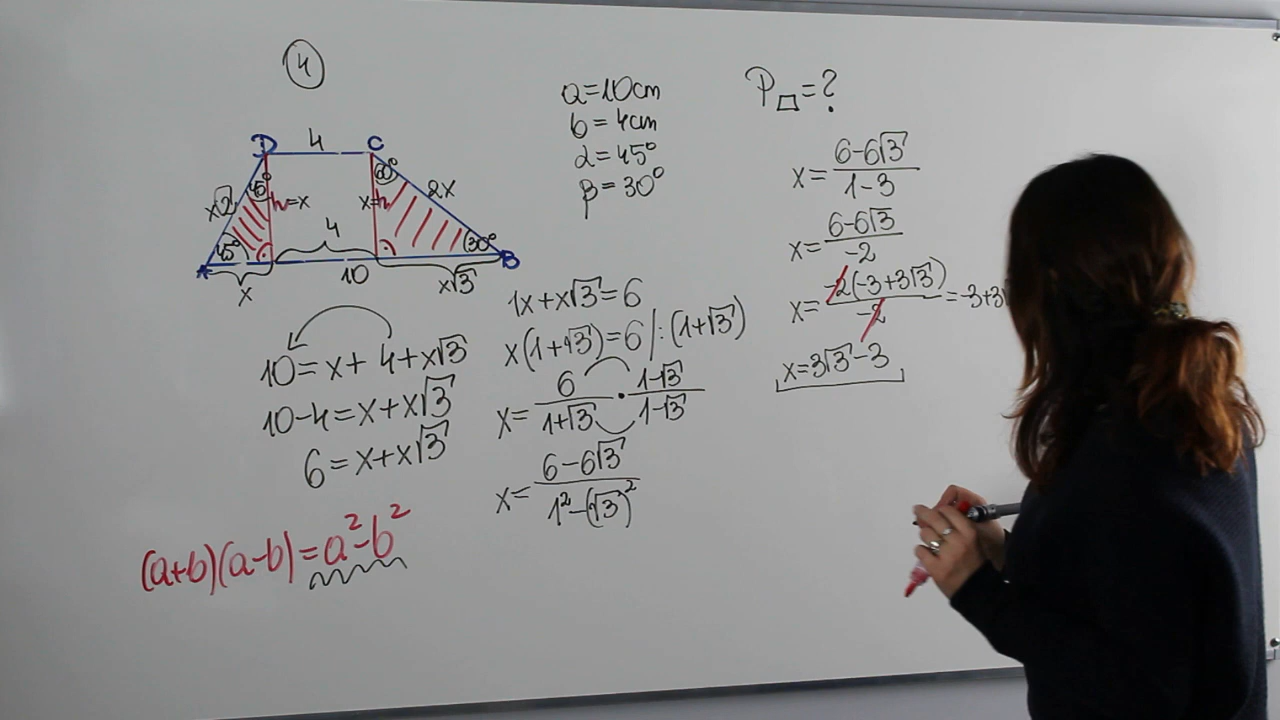 4
D 4 C
x√2 45° h=x x=h 60° 2x
45° 4 30°
A 10 B
x x√3
10=x+4+x√3
10-4=x+x√3
6=x+x√3
(a+b)(a-b)=a²-b²
a=10cm
b=4cm
α=45°
β=30°
1x+x√3=6
x(1+√3)=6/:(1+√3)
x=6/(1+√3)·(1-√3)/(1-√3)
x=(6-6√3)/(1²-(√3)²)
P▱=?
x=(6-6√3)/(1-3)
x=(6-6√3)/-2
x=-2(-3+3√3)/-2=-3+3
x=3√3-3